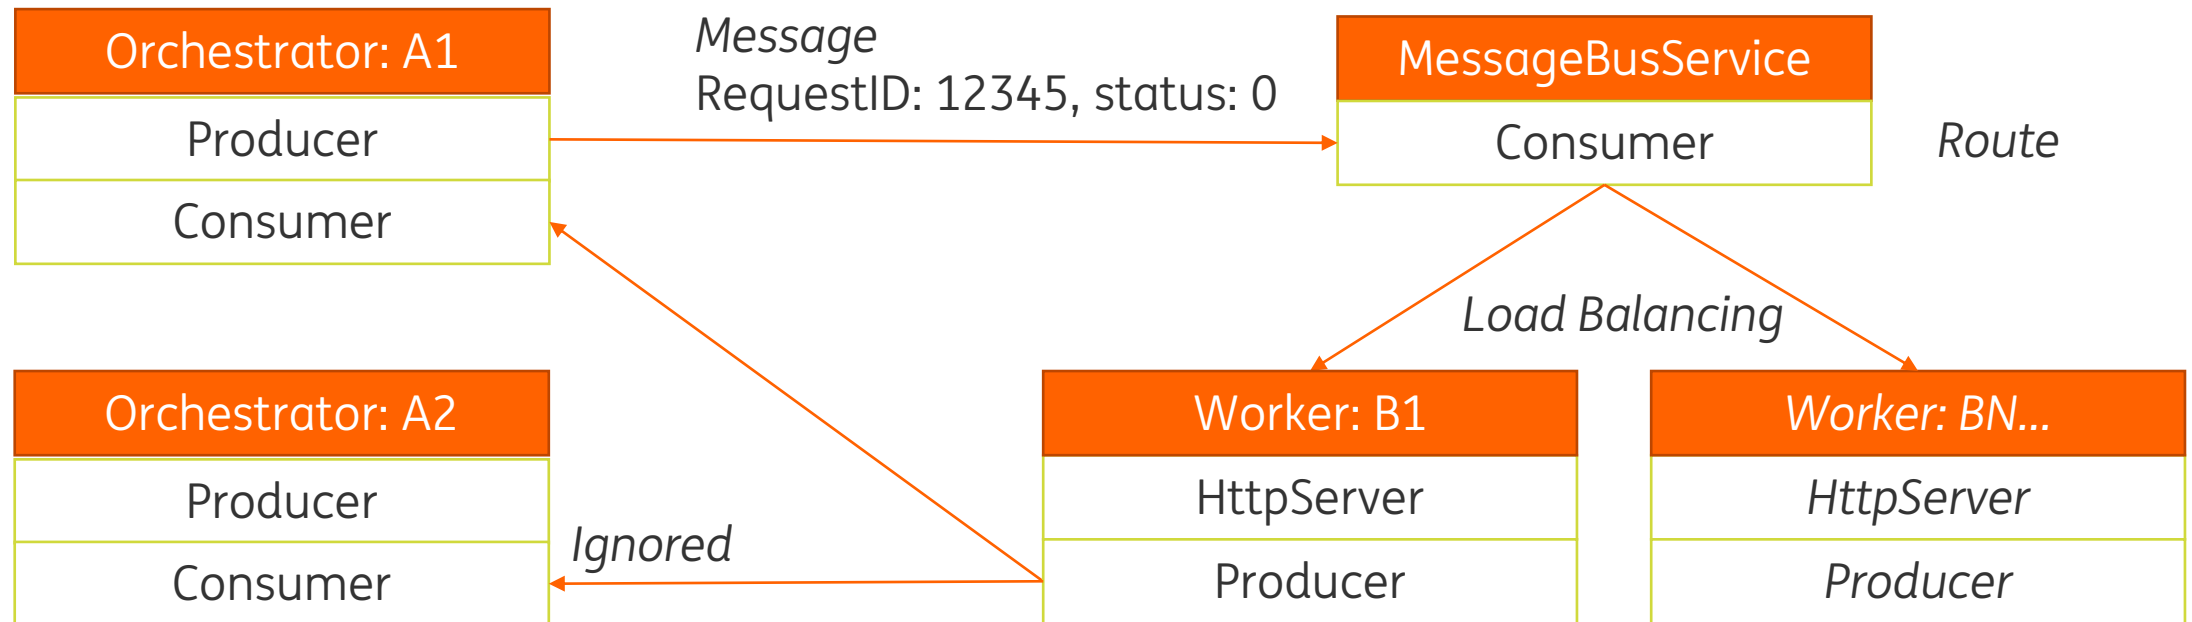 Orchestrator: A1
Producer
Consumer
Message
RequestID: 12345, status: 0
MessageBusService
Consumer
Route
Load Balancing
Orchestrator: A2
Producer
Consumer
Ignored
Worker: B1
HttpServer
Producer
Worker: BN...
HttpServer
Producer